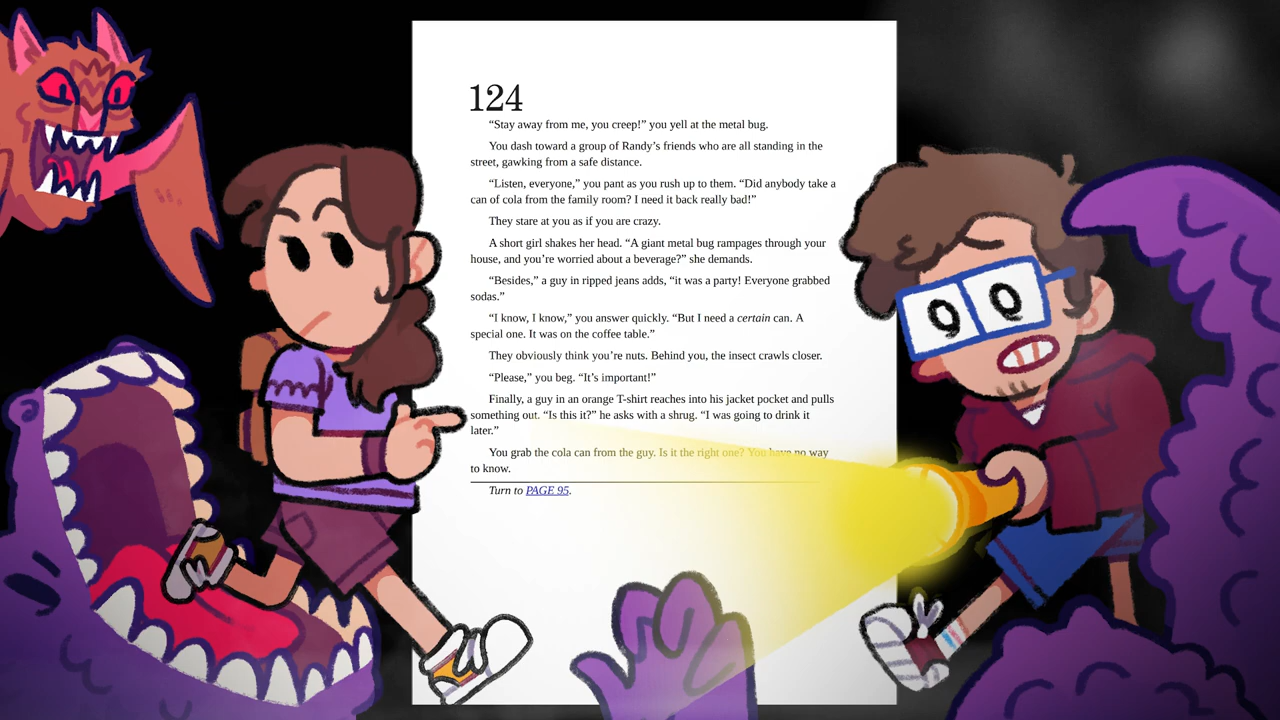 124
“Stay away from me, you creep!” you yell at the metal bug.
You dash toward a group of Randy’s friends who are all standing in the
street, gawking from a safe distance.
“Listen, everyone,” you pant as you rush up to them. “Did anybody take a
can of cola from the family room? I need it back really bad!”
They stare at you as if you are crazy.
A short girl shakes her head. “A giant metal bug rampages through your
house, and you’re worried about a beverage?” she demands.
“Besides,” a guy in ripped jeans adds, “it was a party! Everyone grabbed
sodas.”
“I know, I know,” you answer quickly. “But I need a certain can. A
special one. It was on the coffee table.”
They obviously think you’re nuts. Behind you, the insect crawls closer.
“Please,” you beg. “It’s important!”
Finally, a guy in an orange T-shirt reaches into his jacket pocket and pulls
something out. “Is this it?” he asks with a shrug. “I was going to drink it
later.”
You grab the cola can from the guy. Is it the right one? You have no way
to know.
Turn to PAGE 95.